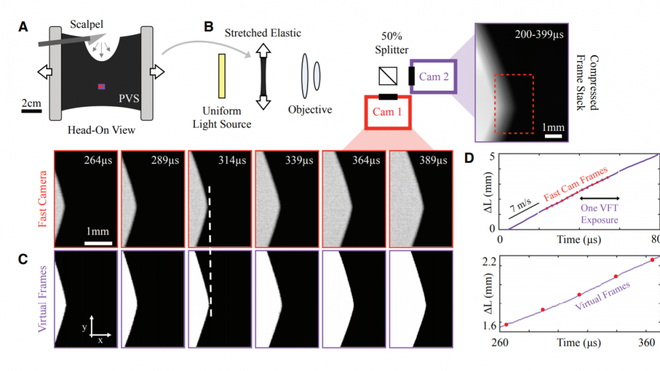 A
Scalpel
PVS
2cm
Head-On View
B
Stretched Elastic
Uniform
Light Source
Objective
50%
Splitter
Cam 2
Cam 1
200-399µs
1mm
Compressed
Frame Stack
Fast Camera
264µs
289µs
314µs
339µs
364µs
389µs
1mm
C
Virtual Frames
y
x
D
5
ΔL (mm)
0
7 m/s
Fast Cam Frames
One VFT
Exposure
0
Time (µs)
80
2.2
ΔL (mm)
1.6
Virtual Frames
260
Time (µs)
360